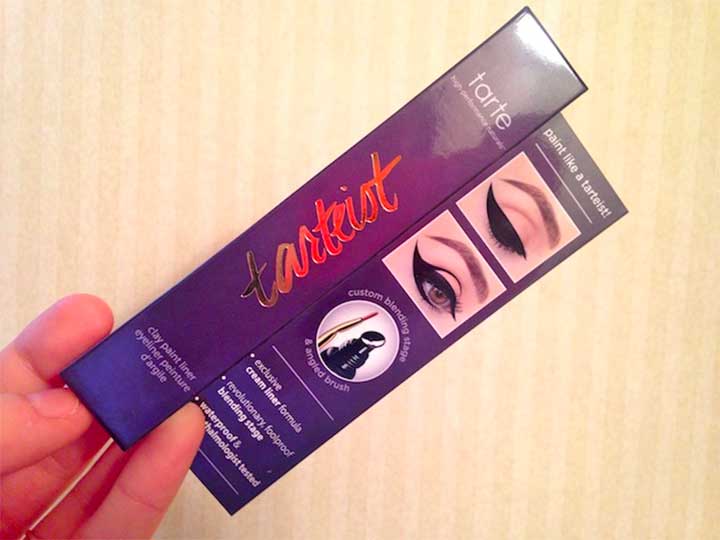 tarte
high performance naturals
tarteist
clay paint liner
eyeliner peinture
d'argile
paint like a tarteist!
custom blending stage
& angled brush
• exclusive
cream liner formula
• revolutionary, foolproof
blending stage
• waterproof &
thalmologist tested